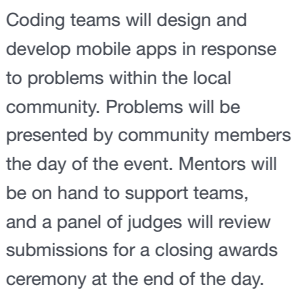 Coding teams will design and
develop mobile apps in response
to problems within the local
community. Problems will be
presented by community members
the day of the event. Mentors will
be on hand to support teams,
and a panel of judges will review
submissions for a closing awards
ceremony at the end of the day.